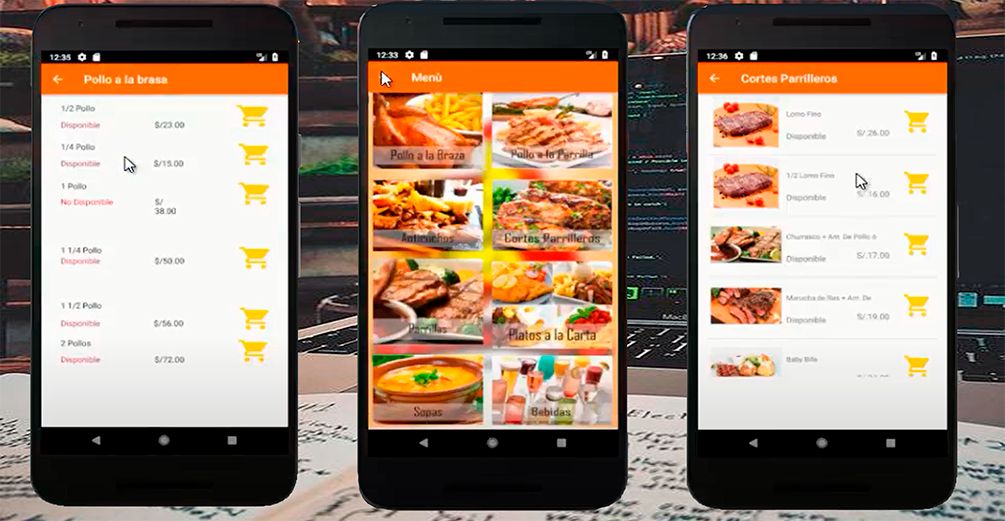 12:35
Pollo a la brasa
1/2 Pollo
Disponible S/23.00
1/4 Pollo
Disponible S/15.00
1 Pollo
No Disponible S/
38.00
1 1/4 Pollo
Disponible S/50.00
1 1/2 Pollo
Disponible S/56.00
2 Pollos
Disponible S/72.00
12:33
Menù
Pollo a la Braza
Pollo a la Parrilla
Anticuchos
Cortes Parrilleros
Parrillas
Platos a la Carta
Sopas
Bebidas
12:36
Cortes Parrilleros
Lomo Fino
Disponible S/.26.00
1/2 Lomo Fino
Disponible S/.16.00
Churrasco + Ant. De Pollo ó
Disponible S/.17.00
+ Ant. De
Disponible S/.19.00
Baby Bife